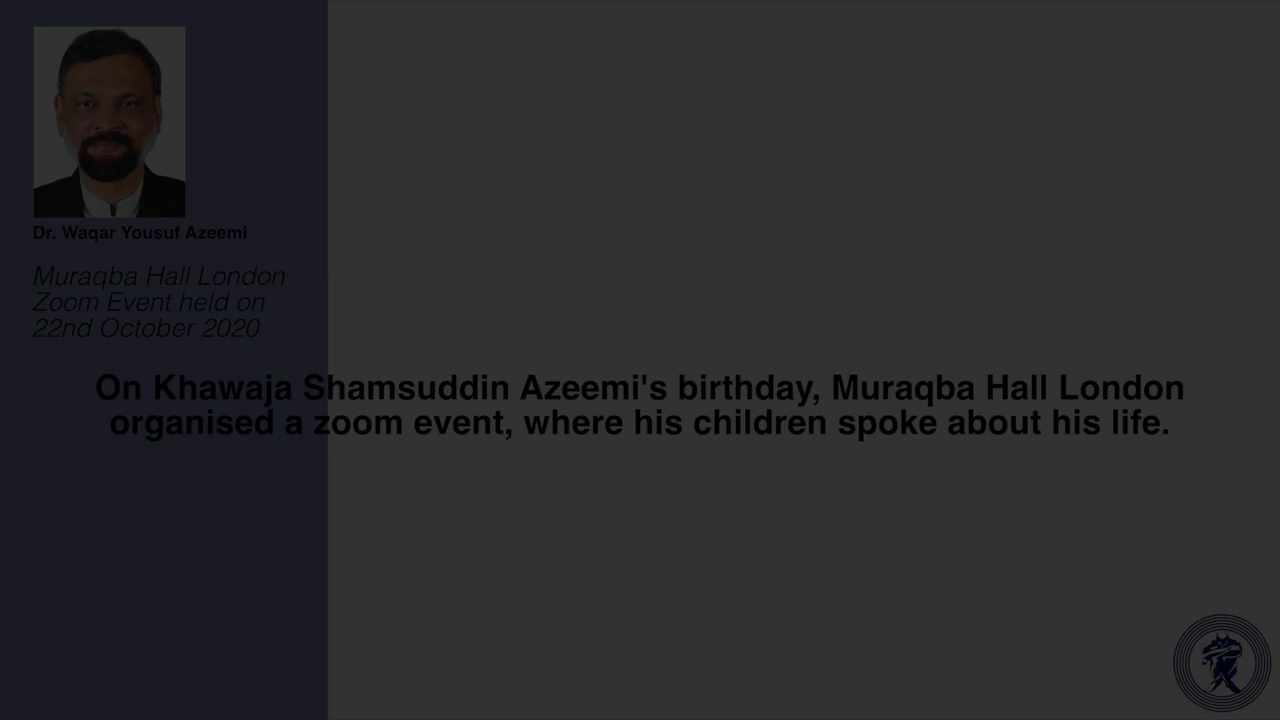 Dr. Waqar Yousuf Azeemi
Muraqba Hall London
Zoom Event held on
22nd October 2020
On Khawaja Shamsuddin Azeemi's birthday, Muraqba Hall London
organised a zoom event, where his children spoke about his life.